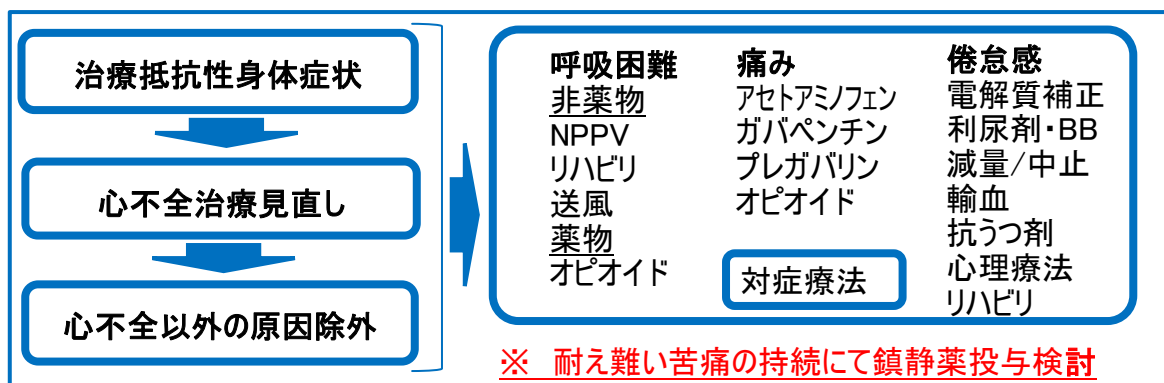 治療抵抗性身体症状
心不全治療見直し
心不全以外の原因除外
呼吸困難
非薬物
NPPV
リハビリ
送風
薬物
オピオイド
痛み
アセトアミノフェン
ガバペンチン
プレガバリン
オピオイド
対症療法
倦怠感
電解質補正
利尿剤・BB
減量/中止
輸血
抗うつ剤
心理療法
リハビリ
※ 耐え難い苦痛の持続にて鎮静薬投与検討